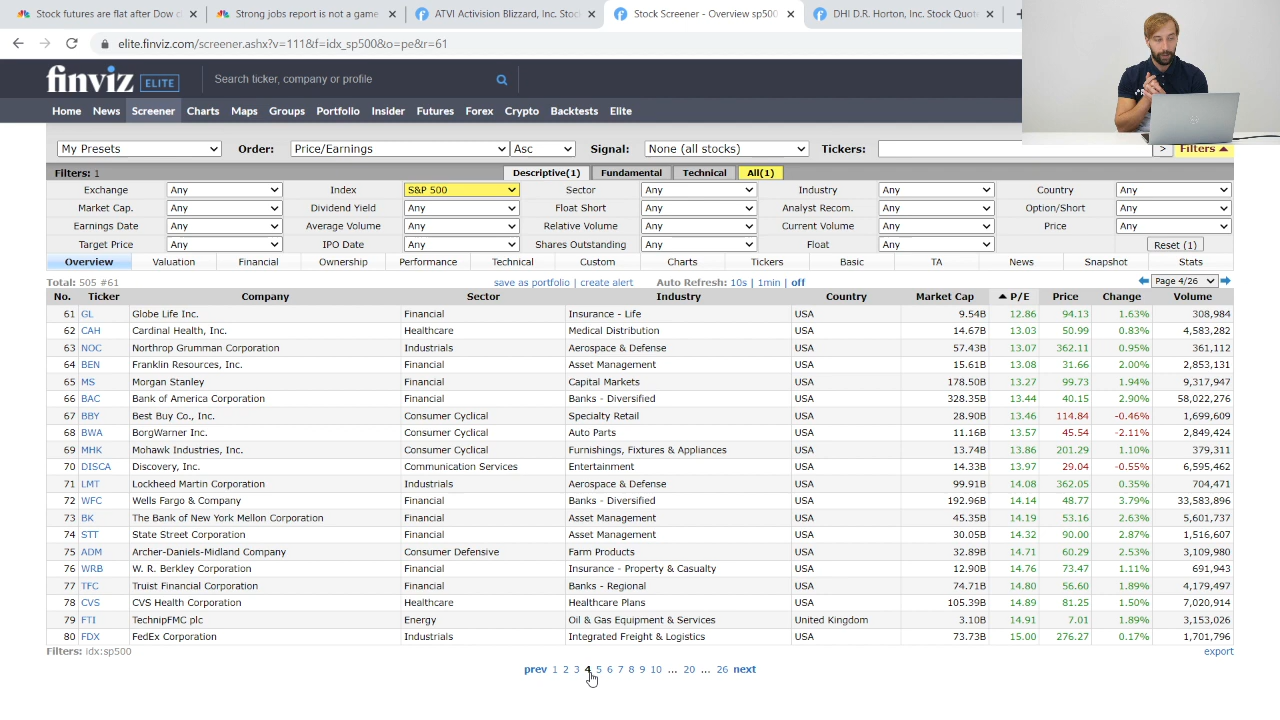 Stock futures are flat after Dow c
Strong jobs report is not a game
ATVI Activision Blizzard, Inc. Stoc
Stock Screener - Overview sp500
DHI D.R. Horton, Inc. Stock Quot
elite.finviz.com/screener.ashx?v=111&f=idx_sp500&o=pe&r=61
finviz ELITE Search ticker, company or profile
Home News Screener Charts Maps Groups Portfolio Insider Futures Forex Crypto Backtests Elite
My Presets Order: Price/Earnings Asc Signal: None (all stocks) Tickers: > Filters
Filters: 1 Descriptive(1) Fundamental Technical All(1)
Exchange Any Index S&P 500 Sector Any Industry Any Country Any
Market Cap. Any Dividend Yield Any Float Short Any Analyst Recom. Any Option/Short Any
Earnings Date Any Average Volume Any Relative Volume Any Current Volume Any Price Any
Target Price Any IPO Date Any Shares Outstanding Any Float Any Reset (1)
Overview Valuation Financial Ownership Performance Technical Custom Charts Tickers Basic TA News Snapshot Stats
Total: 505 #61 save as portfolio | create alert Auto Refresh: 10s | 1min | off Page 4/26
No. Ticker Company Sector Industry Country Market Cap P/E Price Change Volume
61 GL Globe Life Inc. Financial Insurance - Life USA 9.54B 12.86 94.13 1.63% 308,984
62 CAH Cardinal Health, Inc. Healthcare Medical Distribution USA 14.67B 13.03 50.99 0.83% 4,583,282
63 NOC Northrop Grumman Corporation Industrials Aerospace & Defense USA 57.43B 13.07 362.11 0.95% 361,112
64 BEN Franklin Resources, Inc. Financial Asset Management USA 15.61B 13.08 31.66 2.00% 2,853,131
65 MS Morgan Stanley Financial Capital Markets USA 178.50B 13.27 99.73 1.94% 9,317,947
66 BAC Bank of America Corporation Financial Banks - Diversified USA 328.35B 13.44 40.15 2.90% 58,022,276
67 BBY Best Buy Co., Inc. Consumer Cyclical Specialty Retail USA 28.90B 13.46 114.84 -0.46% 1,699,609
68 BWA BorgWarner Inc. Consumer Cyclical Auto Parts USA 11.16B 13.57 45.54 -2.11% 2,849,424
69 MHK Mohawk Industries, Inc. Consumer Cyclical Furnishings, Fixtures & Appliances USA 13.74B 13.86 201.29 1.10% 379,311
70 DISCA Discovery, Inc. Communication Services Entertainment USA 14.33B 13.97 29.04 -0.55% 6,595,462
71 LMT Lockheed Martin Corporation Industrials Aerospace & Defense USA 99.91B 14.08 362.05 0.35% 704,471
72 WFC Wells Fargo & Company Financial Banks - Diversified USA 192.96B 14.14 48.77 3.79% 33,583,896
73 BK The Bank of New York Mellon Corporation Financial Asset Management USA 45.35B 14.19 53.16 2.63% 5,601,737
74 STT State Street Corporation Financial Asset Management USA 30.05B 14.32 90.00 2.87% 1,516,607
75 ADM Archer-Daniels-Midland Company Consumer Defensive Farm Products USA 32.89B 14.71 60.29 2.53% 3,109,980
76 WRB W. R. Berkley Corporation Financial Insurance - Property & Casualty USA 12.90B 14.76 73.47 1.11% 691,943
77 TFC Truist Financial Corporation Financial Banks - Regional USA 74.71B 14.80 56.60 1.89% 4,179,497
78 CVS CVS Health Corporation Healthcare Healthcare Plans USA 105.39B 14.89 81.25 1.50% 7,020,914
79 FTI TechnipFMC plc Energy Oil & Gas Equipment & Services United Kingdom 3.10B 14.91 7.01 1.89% 3,153,026
80 FDX FedEx Corporation Industrials Integrated Freight & Logistics USA 73.73B 15.00 276.27 0.17% 1,701,796
Filters: idx:sp500 export
prev 1 2 3 4 5 6 7 8 9 10 ... 20 ... 26 next